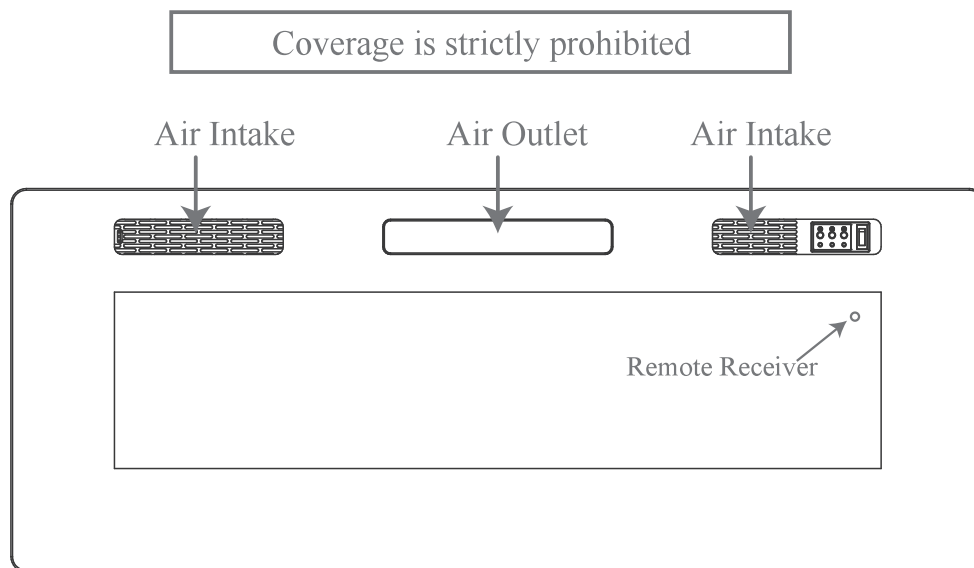 Coverage is strictly prohibited
Air Intake
Air Outlet
Air Intake
Remote Receiver